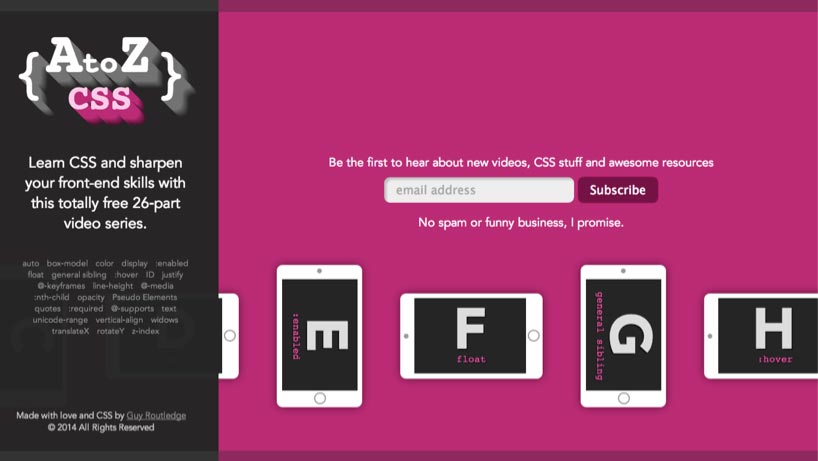 {AtoZ}
CSS
Learn CSS and sharpen
your front-end skills with
this totally free 26-part
video series.
auto box-model color display :enabled
float general sibling :hover ID justify
@-keyframes line-height @-media
:nth-child opacity Pseudo Elements
quotes :required @-supports text
unicode-range vertical-align widows
translateX rotateY z-index
Made with love and CSS by Guy Routledge
© 2014 All Rights Reserved
Be the first to hear about new videos, CSS stuff and awesome resources
email address Subscribe
No spam or funny business, I promise.
E
:enabled
F
float
G
general sibling
H
:hover